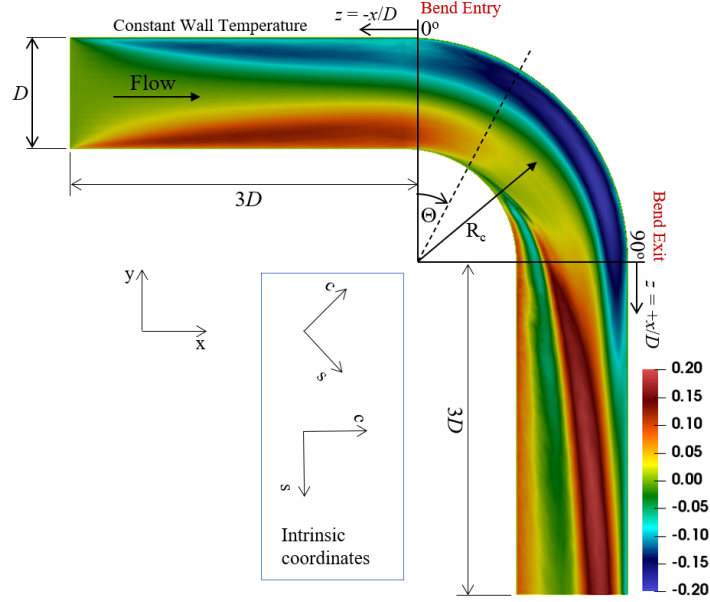 Constant Wall Temperature
z = -x/D
Bend Entry
0°
D
Flow
3D
Θ
R_c
Bend Exit
90°
z = +x/D
y
x
c
s
c
s
Intrinsic
coordinates
3D
0.20
0.15
0.10
0.05
0.00
-0.05
-0.10
-0.15
-0.20